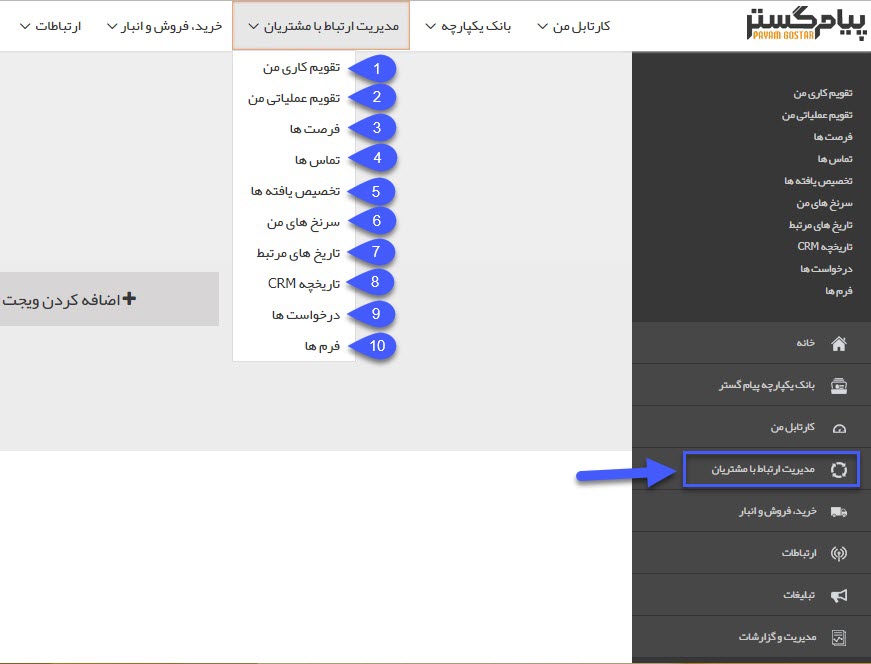 پیام‌گستر
PAYAM GOSTAR
کارتابل من
بانک یکپارچه
مدیریت ارتباط با مشتریان
خرید، فروش و انبار
ارتباطات
1 تقویم کاری من
2 تقویم عملیاتی من
3 فرصت ها
4 تماس ها
5 تخصیص یافته ها
6 سرنخ های من
7 تاریخ های مرتبط
8 تاریخچه CRM
9 درخواست ها
10 فرم ها
اضافه کردن ویجت
تقویم کاری من
تقویم عملیاتی من
فرصت ها
تماس ها
تخصیص یافته ها
سرنخ های من
تاریخ های مرتبط
تاریخچه CRM
درخواست ها
فرم ها
خانه
بانک یکپارچه پیام گستر
کارتابل من
مدیریت ارتباط با مشتریان
خرید، فروش و انبار
ارتباطات
تبلیغات
مدیریت و گزارشات